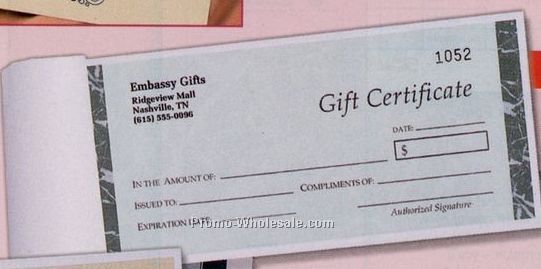 1052
Embassy Gifts
Ridgeview Mall
Nashville, TN
(615) 555-0096
Gift Certificate
DATE:
$
IN THE AMOUNT OF:
ISSUED TO:
COMPLIMENTS OF:
EXPIRATION DATE:
Authorized Signature
Promo-Wholesale.com